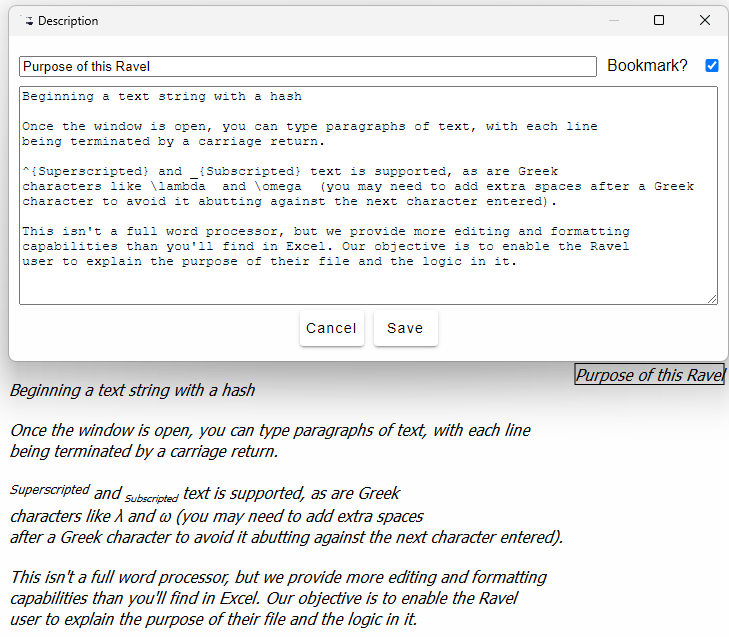 Description
Purpose of this Ravel
Bookmark?
Beginning a text string with a hash
Once the window is open, you can type paragraphs of text, with each line
being terminated by a carriage return.
^{Superscripted} and _{Subscripted} text is supported, as are Greek
characters like \lambda  and \omega  (you may need to add extra spaces after a Greek
character to avoid it abutting against the next character entered).
This isn't a full word processor, but we provide more editing and formatting
capabilities than you'll find in Excel. Our objective is to enable the Ravel
user to explain the purpose of their file and the logic in it.
Cancel
Save
Purpose of this Ravel
Beginning a text string with a hash
Once the window is open, you can type paragraphs of text, with each line
being terminated by a carriage return.
Superscripted and Subscripted text is supported, as are Greek
characters like λ and ω (you may need to add extra spaces
after a Greek character to avoid it abutting against the next character entered).
This isn't a full word processor, but we provide more editing and formatting
capabilities than you'll find in Excel. Our objective is to enable the Ravel
user to explain the purpose of their file and the logic in it.